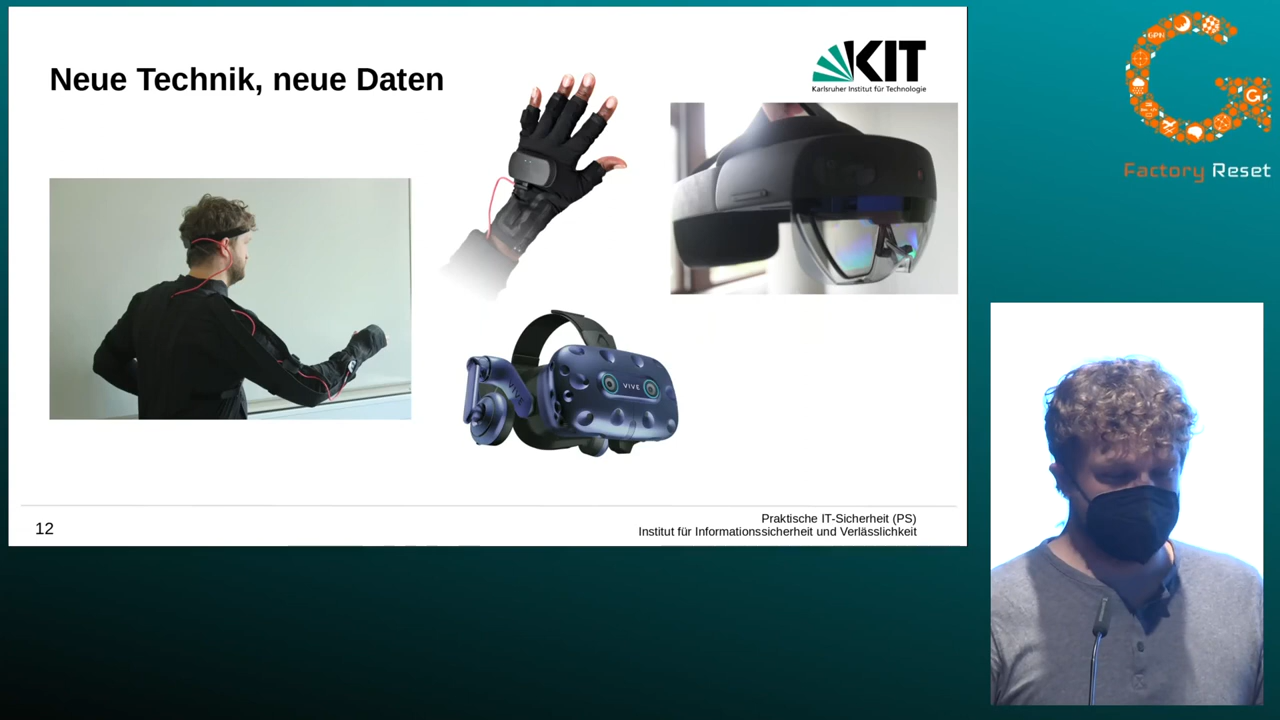 Neue Technik, neue Daten
KIT
Karlsruher Institut für Technologie
VIVE
12
Praktische IT-Sicherheit (PS)
Institut für Informationssicherheit und Verlässlichkeit
GPN
G
Factory Reset